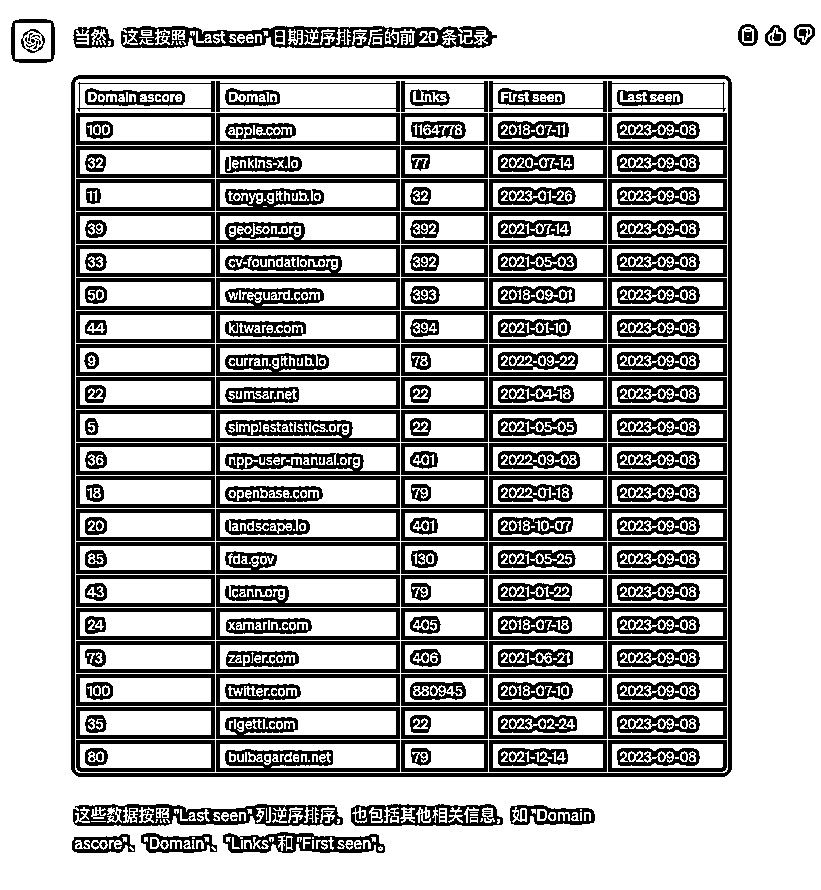 当然，这是按照 "Last seen" 日期逆序排序后的前 20 条记录:
Domain ascore Domain Links First seen Last seen
100 apple.com 1164778 2018-07-11 2023-09-08
32 jenkins-x.io 77 2020-07-14 2023-09-08
11 tonyg.github.io 32 2023-01-26 2023-09-08
39 geojson.org 392 2021-07-14 2023-09-08
33 cv-foundation.org 392 2021-05-03 2023-09-08
50 wireguard.com 393 2018-09-01 2023-09-08
44 kitware.com 394 2021-01-10 2023-09-08
9 curran.github.io 78 2022-09-22 2023-09-08
22 sumsar.net 22 2021-04-18 2023-09-08
5 simplestatistics.org 22 2021-05-05 2023-09-08
36 npp-user-manual.org 401 2022-09-08 2023-09-08
18 openbase.com 79 2022-01-18 2023-09-08
20 landscape.io 401 2018-10-07 2023-09-08
85 fda.gov 130 2021-05-25 2023-09-08
43 icann.org 79 2021-01-22 2023-09-08
24 xamarin.com 405 2018-07-18 2023-09-08
73 zapier.com 406 2021-06-21 2023-09-08
100 twitter.com 880945 2018-07-10 2023-09-08
35 rigetti.com 22 2023-02-24 2023-09-08
80 bulbagarden.net 79 2021-12-14 2023-09-08
这些数据按照 "Last seen" 列逆序排序，也包括其他相关信息，如 "Domain
ascore"、"Domain"、"Links" 和 "First seen"。